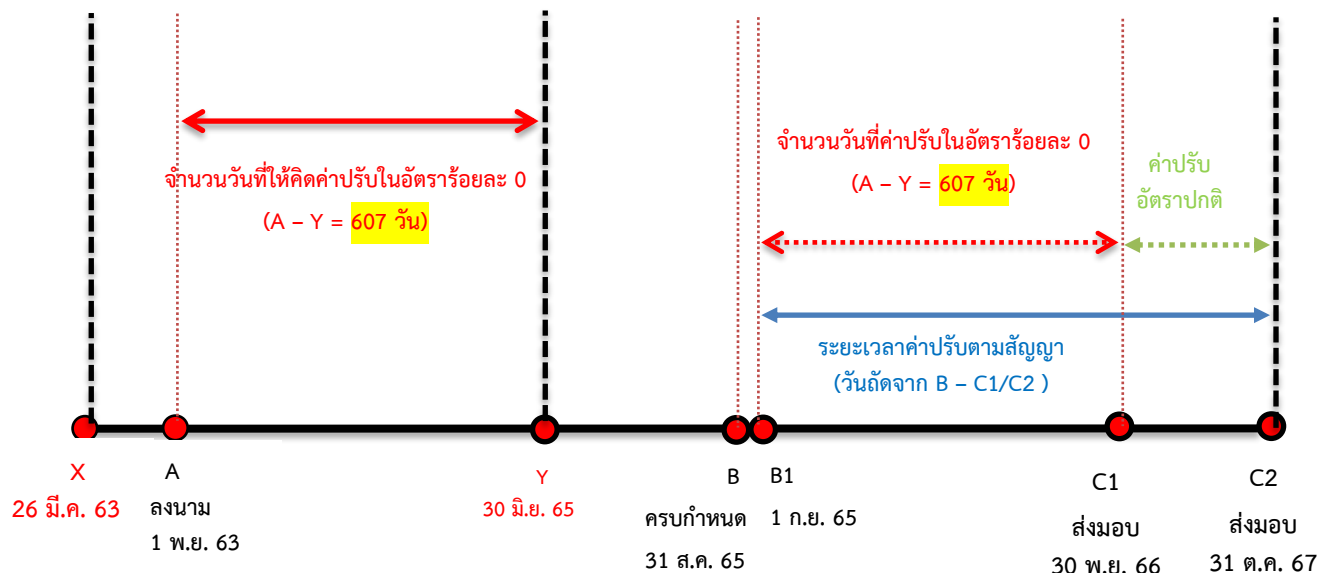 จำนวนวันที่ให้คิดค่าปรับในอัตราร้อยละ 0
(A – Y = 607 วัน)
จำนวนวันที่ค่าปรับในอัตราร้อยละ 0
(A – Y = 607 วัน)
ค่าปรับ
อัตราปกติ
ระยะเวลาค่าปรับตามสัญญา
(วันถัดจาก B – C1/C2 )
X
26 มี.ค. 63
A
ลงนาม
1 พ.ย. 63
Y
30 มิ.ย. 65
B
ครบกำหนด
31 ส.ค. 65
B1
1 ก.ย. 65
C1
ส่งมอบ
30 พ.ย. 66
C2
ส่งมอบ
31 ต.ค. 67